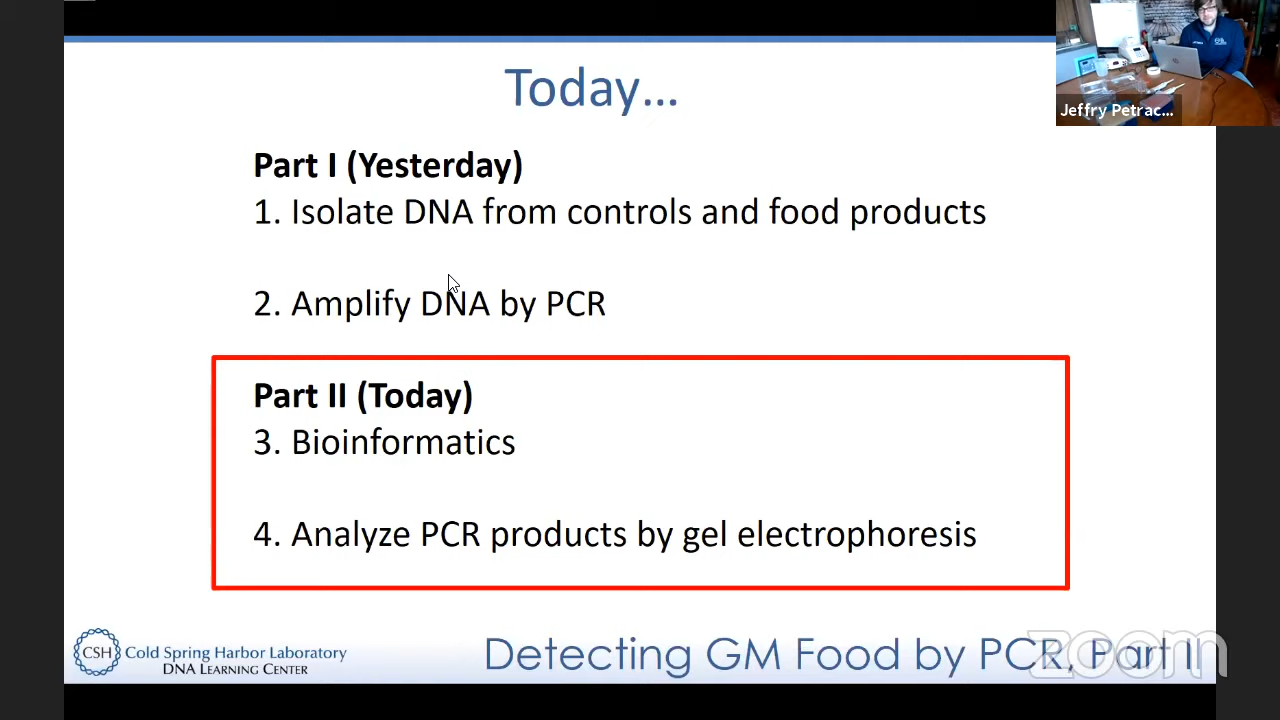 Today…
Jeffry Petrac...
Part I (Yesterday)
1. Isolate DNA from controls and food products
2. Amplify DNA by PCR
Part II (Today)
3. Bioinformatics
4. Analyze PCR products by gel electrophoresis
CSH
Cold Spring Harbor Laboratory
DNA LEARNING CENTER
Detecting GM Food by PCR, Part II
zoom